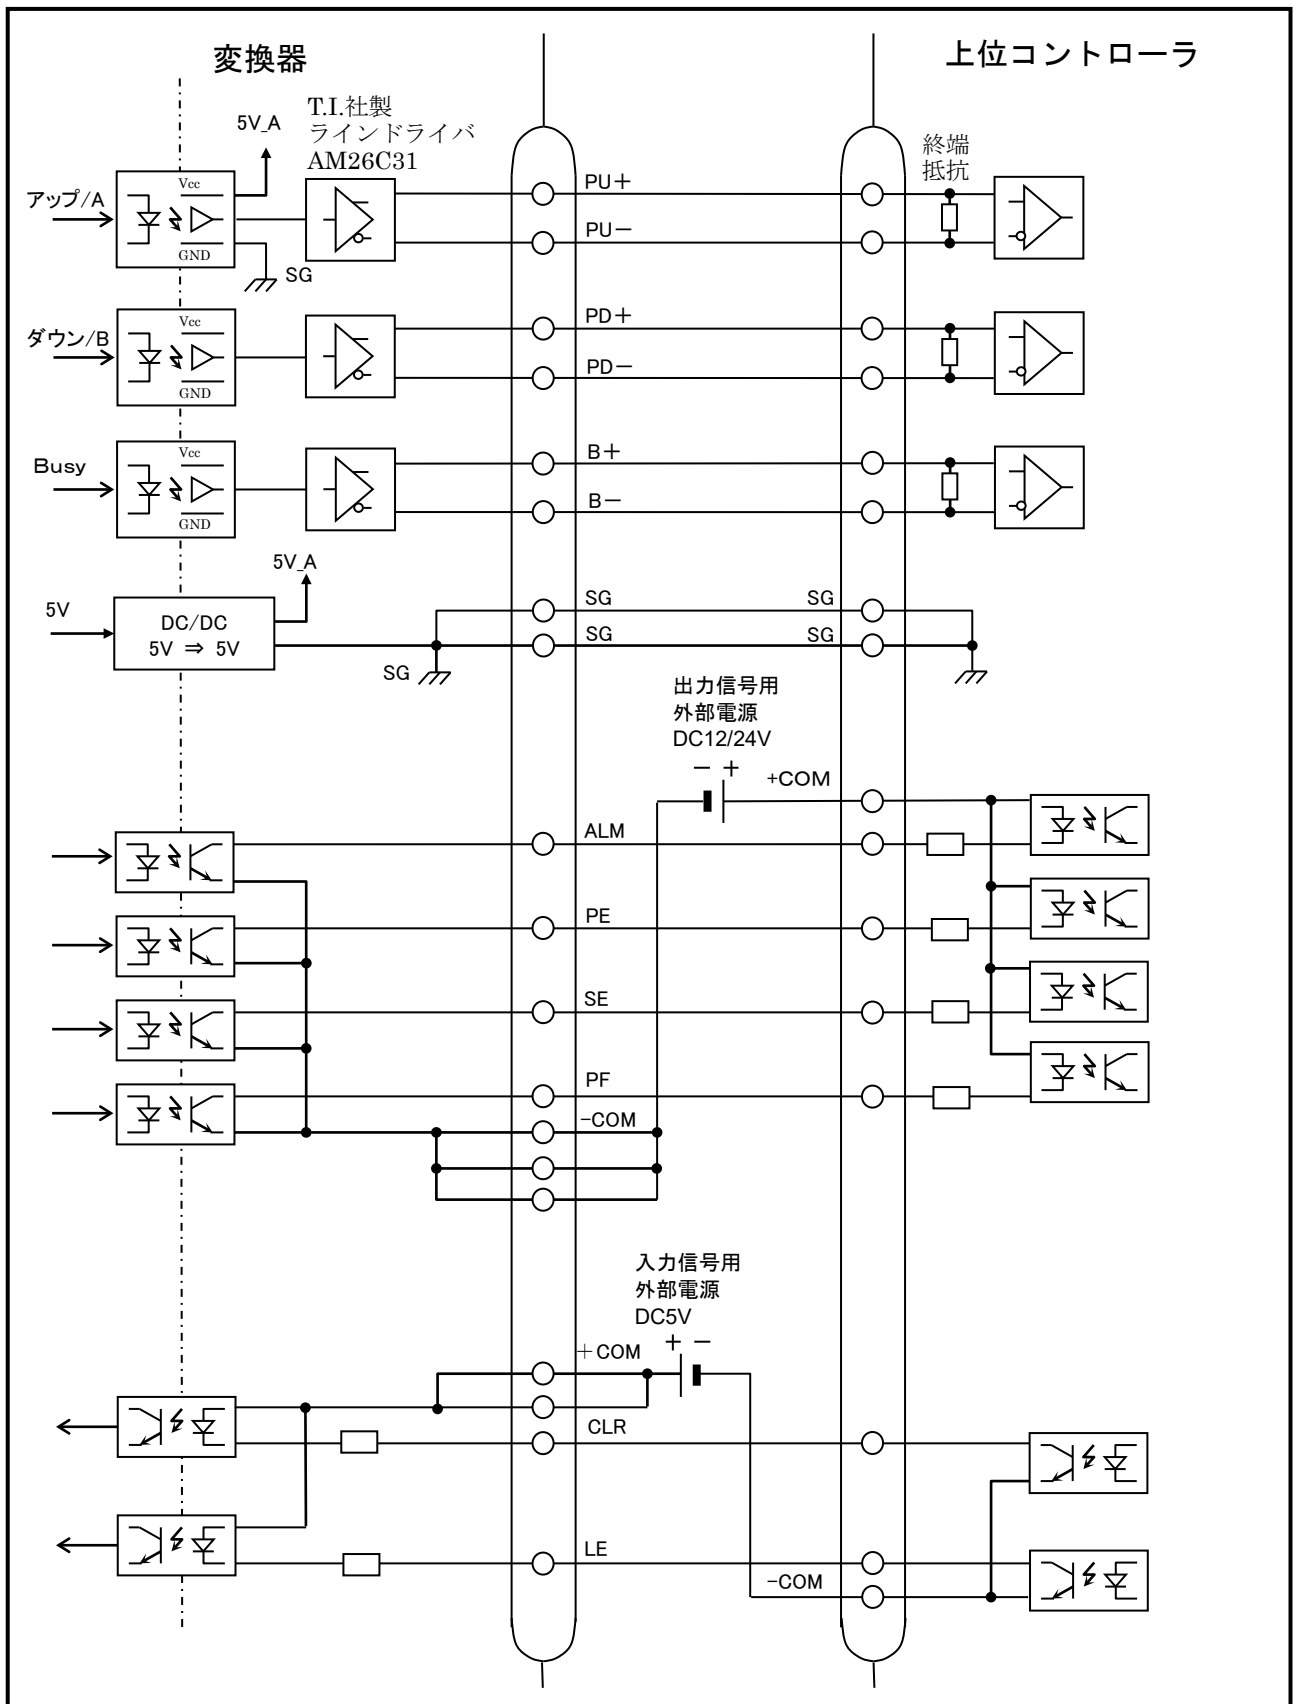 変換器
上位コントローラ
T.I.社製
ラインドライバ
AM26C31
5V_A
終端
抵抗
アップ/A
Vcc
GND
SG
PU＋
PU－
ダウン/B
Vcc
GND
PD＋
PD－
Busy
Vcc
GND
B＋
B－
5V_A
5V
DC/DC
5V ⇒ 5V
SG
SG
SG
SG
SG
出力信号用
外部電源
DC12/24V
－ ＋
+COM
ALM
PE
SE
PF
-COM
入力信号用
外部電源
DC5V
＋ －
＋COM
CLR
LE
-COM